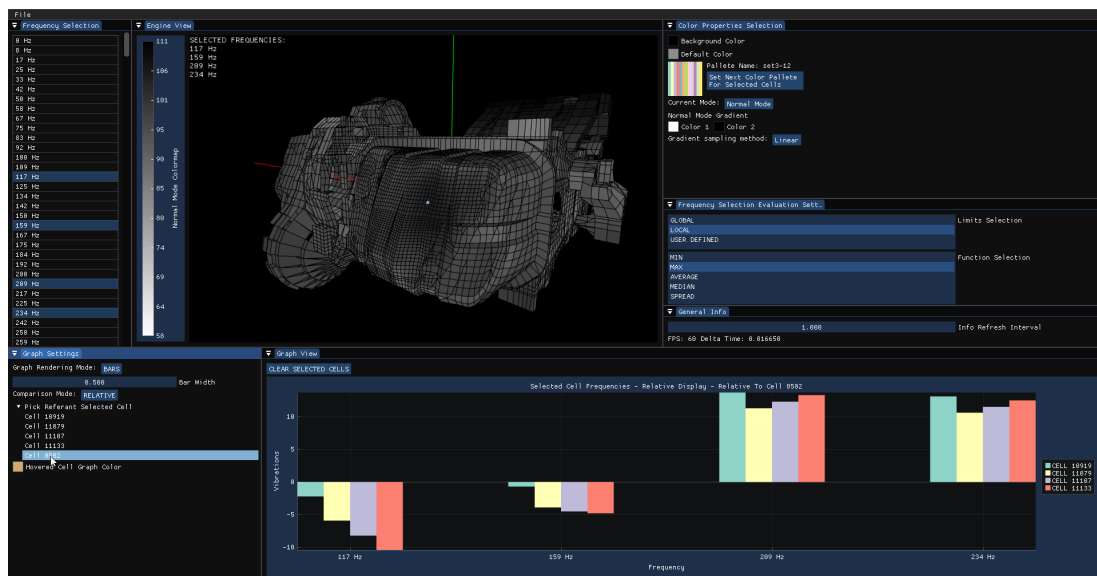 File
Frequency Selection
0 Hz
8 Hz
17 Hz
25 Hz
33 Hz
42 Hz
50 Hz
58 Hz
67 Hz
75 Hz
83 Hz
92 Hz
100 Hz
109 Hz
117 Hz
125 Hz
134 Hz
142 Hz
150 Hz
159 Hz
167 Hz
175 Hz
184 Hz
192 Hz
200 Hz
209 Hz
217 Hz
225 Hz
234 Hz
242 Hz
250 Hz
259 Hz
Engine View
111
106
101
95
90
85
80
74
69
64
58
Normal Mode Colormap
SELECTED FREQUENCIES:
117 Hz
159 Hz
209 Hz
234 Hz
Color Properties Selection
Background Color
Default Color
Pallete Name: set3-12
Set Next Color Pallete
For Selected Cells
Current Mode: Normal Mode
Normal Mode Gradient
Color 1 Color 2
Gradient sampling method: Linear
Frequency Selection Evaluation Sett.
GLOBAL
LOCAL
USER DEFINED
Limits Selection
MIN
MAX
AVERAGE
MEDIAN
SPREAD
Function Selection
General Info
1.000 Info Refresh Interval
FPS: 60 Delta Time: 0.016650
Graph Settings
Graph Rendering Mode: BARS
0.500 Bar Width
Comparison Mode: RELATIVE
Pick Referant Selected Cell
Cell 10919
Cell 11079
Cell 11107
Cell 11133
Cell 8502
Hovered Cell Graph Color
Graph View
CLEAR SELECTED CELLS
Selected Cell Frequencies - Relative Display - Relative To Cell 8502
Vibrations
10
5
0
-5
-10
117 Hz
159 Hz
209 Hz
234 Hz
Frequency
CELL 10919
CELL 11079
CELL 11107
CELL 11133